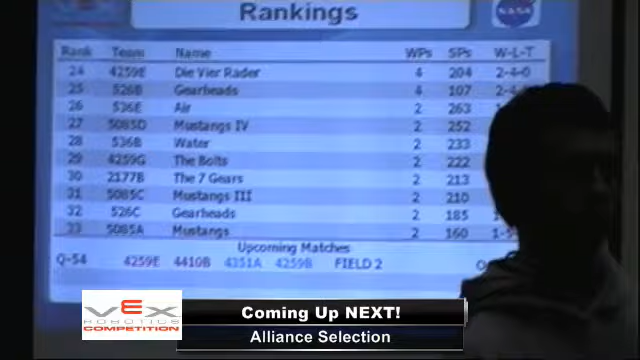 Rankings
NASA
Rank Team Name WPs SPs W-L-T
24 4259E Die Vier Rader 4 204 2-4-0
25 526B Gearheads 4 107
26 526E Air 2 263
27 5085D Mustangs IV 2 252
28 536B Water 2 233
29 4259G The Bolts 2 222
30 2177B The 7 Gears 2 213
31 5085C Mustangs III 2 210
32 526C Gearheads 2 185
33 5085A Mustangs 2 160
Upcoming Matches
Q-54 4259E 4410B 4351A 4259B FIELD 2
VEX
ROBOTICS
COMPETITION
Coming Up NEXT!
Alliance Selection